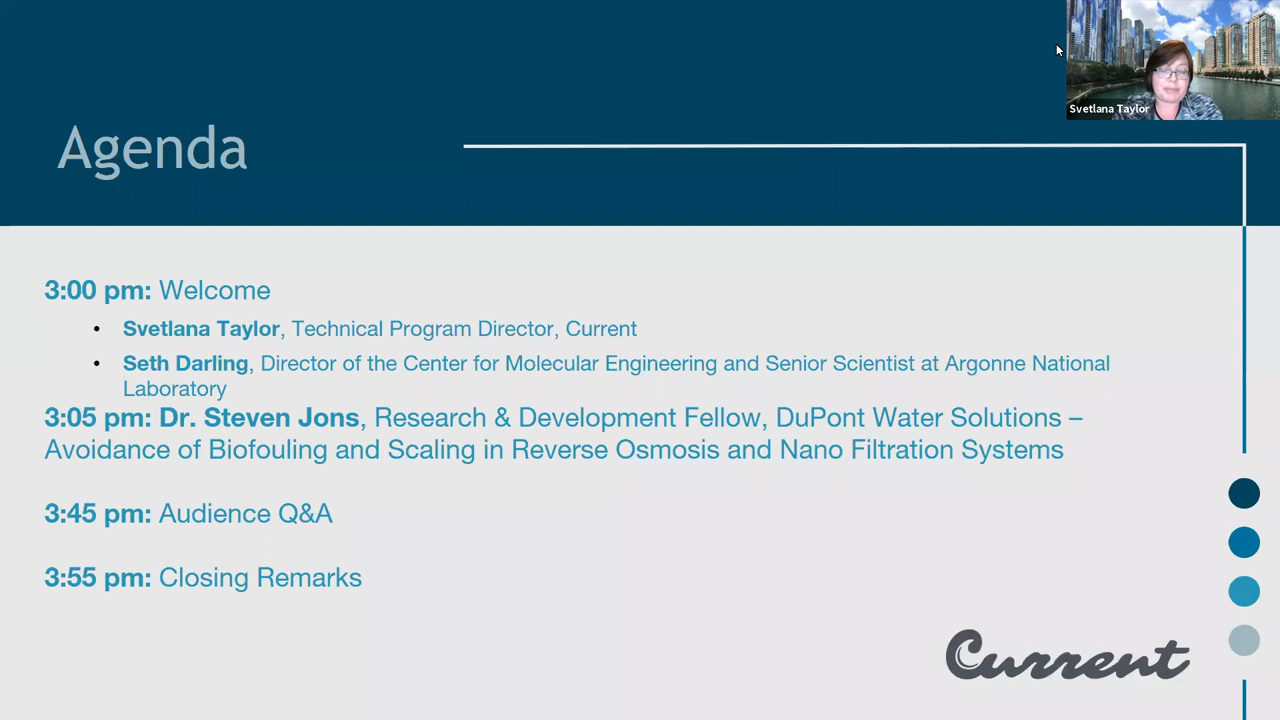 Svetlana Taylor
Agenda
3:00 pm: Welcome
• Svetlana Taylor, Technical Program Director, Current
• Seth Darling, Director of the Center for Molecular Engineering and Senior Scientist at Argonne National
Laboratory
3:05 pm: Dr. Steven Jons, Research & Development Fellow, DuPont Water Solutions –
Avoidance of Biofouling and Scaling in Reverse Osmosis and Nano Filtration Systems
3:45 pm: Audience Q&A
3:55 pm: Closing Remarks
Current